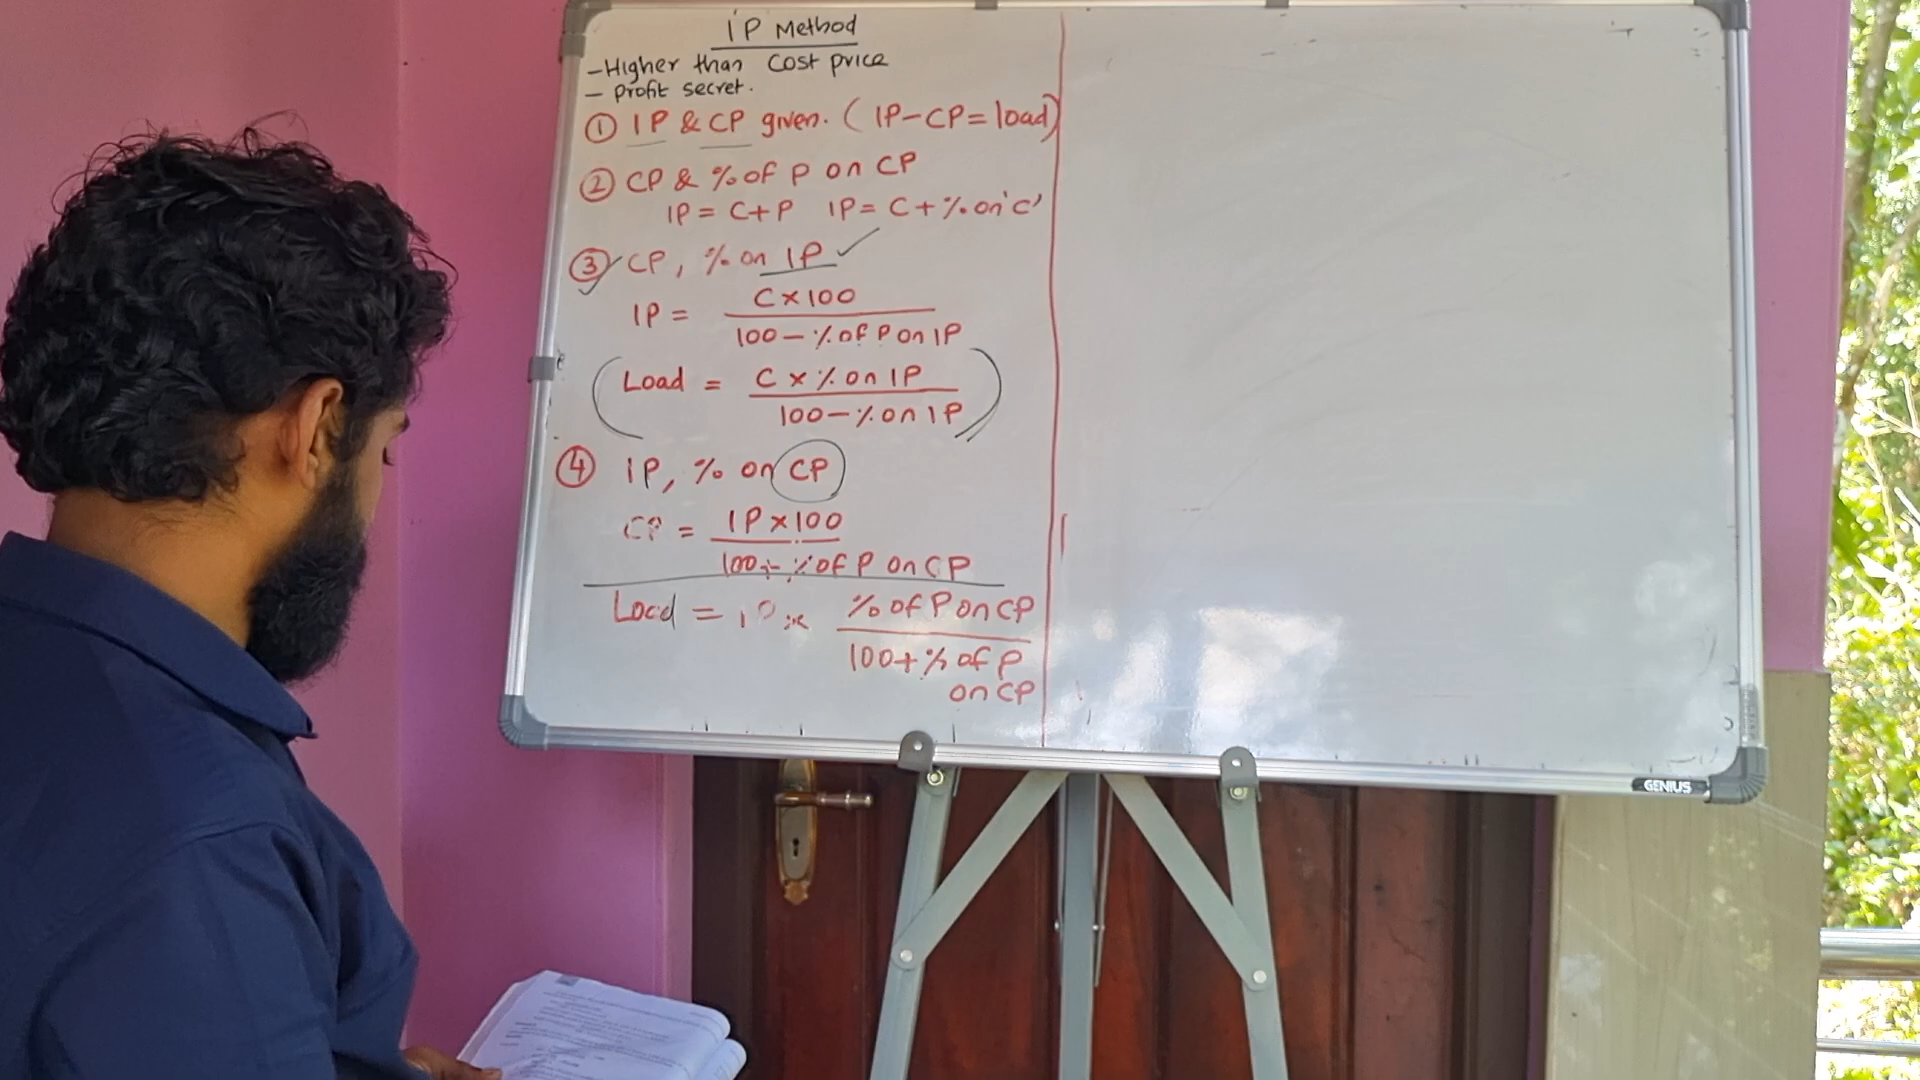 IP Method
- Higher than cost price
- Profit secret.
① IP & CP given. (IP-CP=load)
② CP & % of P on CP
IP = C+P IP = C+% on 'C'
③ CP, % on IP ✓
IP = C×100
100-% of P on IP
(Load = C × % on IP
100-% on IP)
④ IP, % on CP
CP = IP×100
100+% of P on CP
Load = IP × % of P on CP
100+% of P
on CP
GENIUS